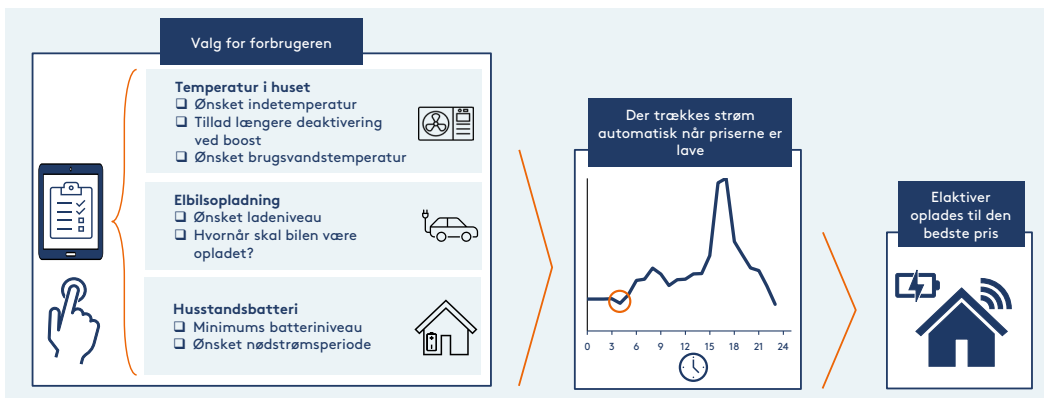 Valg for forbrugeren
Temperatur i huset
❑ Ønsket indetemperatur
❑ Tillad længere deaktivering
ved boost
❑ Ønsket brugsvandstemperatur
Elbilsopladning
❑ Ønsket ladeniveau
❑ Hvornår skal bilen være
opladet?
Husstandsbatteri
❑ Minimums batteriniveau
❑ Ønsket nødstrømsperiode
Der trækkes strøm
automatisk når priserne er
lave
0 3 6 9 12 15 18 21 24
Elaktiver
oplades til den
bedste pris